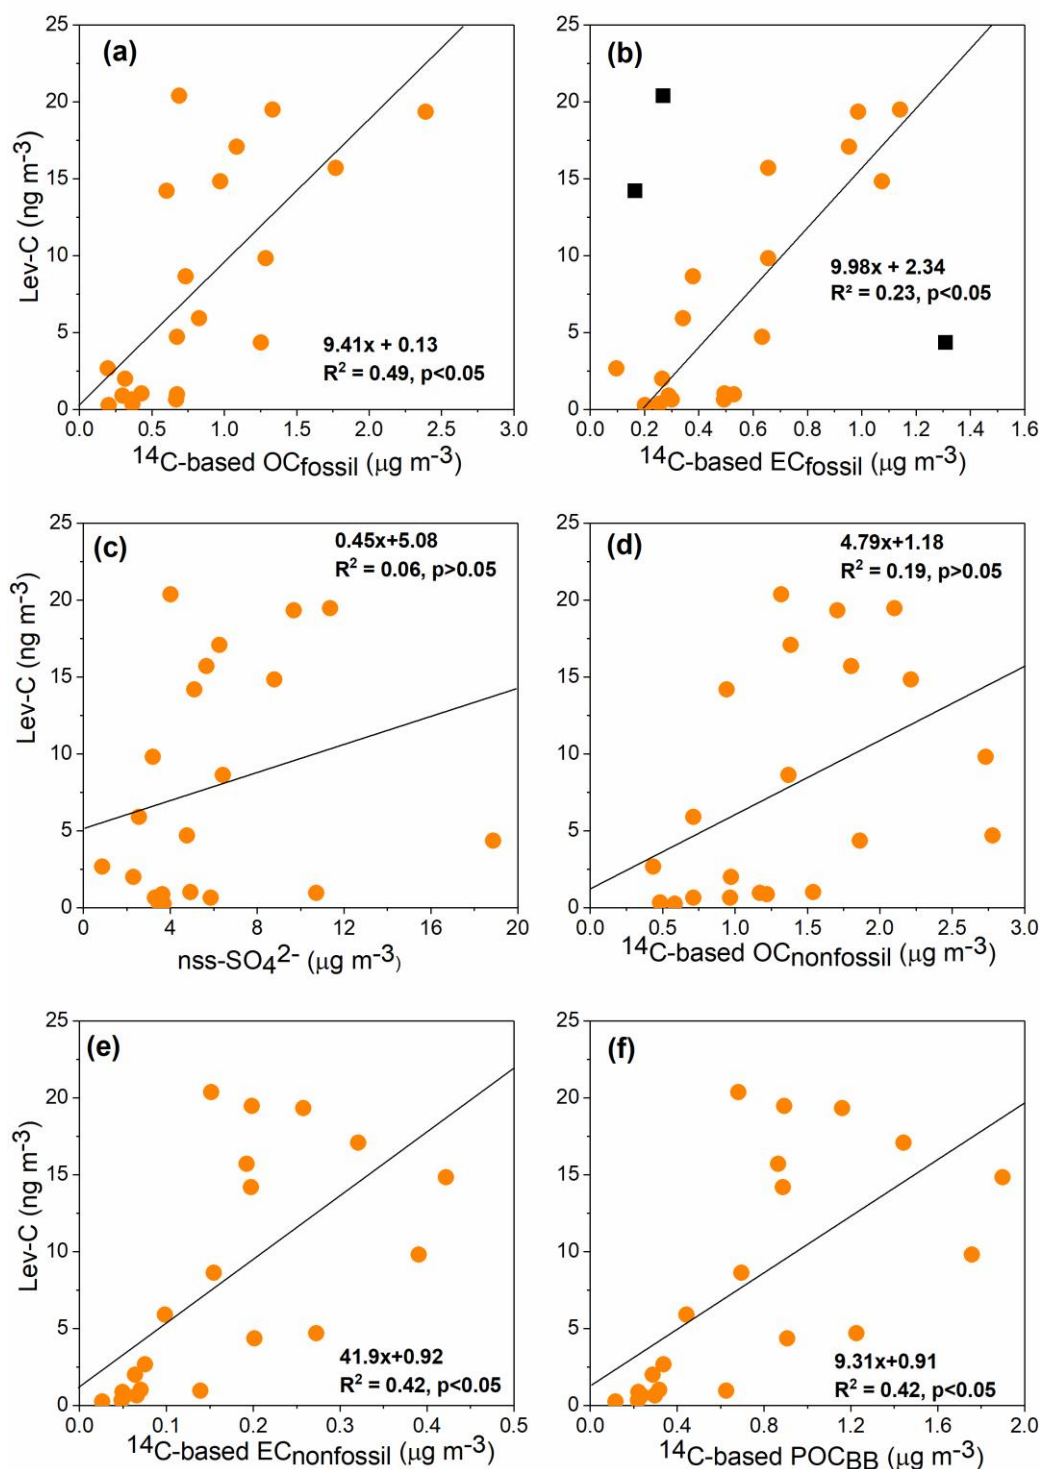 (a)
25
20
15
10
5
0
Lev-C (ng m⁻³)
9.41x + 0.13
R² = 0.49, p<0.05
0.0 0.5 1.0 1.5 2.0 2.5 3.0
¹⁴C-based OCfossil (μg m⁻³)
(b)
25
20
15
10
5
0
9.98x + 2.34
R² = 0.23, p<0.05
0.0 0.2 0.4 0.6 0.8 1.0 1.2 1.4 1.6
¹⁴C-based ECfossil (μg m⁻³)
(c)
25
20
15
10
5
0
Lev-C (ng m⁻³)
0.45x+5.08
R² = 0.06, p>0.05
0 4 8 12 16 20
nss-SO₄²⁻ (μg m⁻³)
(d)
25
20
15
10
5
0
4.79x+1.18
R² = 0.19, p>0.05
0.0 0.5 1.0 1.5 2.0 2.5 3.0
¹⁴C-based OCnonfossil (μg m⁻³)
(e)
25
20
15
10
5
0
Lev-C (ng m⁻³)
41.9x+0.92
R² = 0.42, p<0.05
0.0 0.1 0.2 0.3 0.4 0.5
¹⁴C-based ECnonfossil (μg m⁻³)
(f)
25
20
15
10
5
0
9.31x+0.91
R² = 0.42, p<0.05
0.0 0.4 0.8 1.2 1.6 2.0
¹⁴C-based POCBB (μg m⁻³)